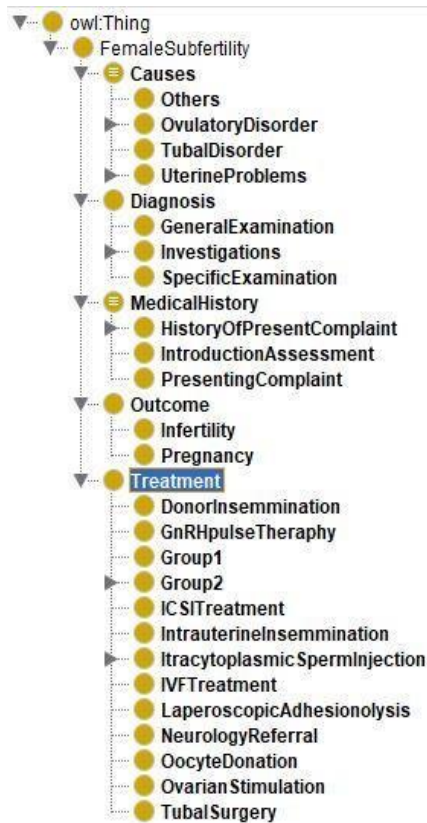 owl:Thing
FemaleSubfertility
Causes
Others
OvulatoryDisorder
TubalDisorder
UterineProblems
Diagnosis
GeneralExamination
Investigations
SpecificExamination
MedicalHistory
HistoryOfPresentComplaint
IntroductionAssessment
PresentingComplaint
Outcome
Infertility
Pregnancy
Treatment
DonorInsemmination
GnRHpulseTheraphy
Group1
Group2
ICSITreatment
IntrauterineInsemmination
ItracytoplasmicSpermInjection
IVFTreatment
LaperoscopicAdhesionolysis
NeurologyReferral
OocyteDonation
OvarianStimulation
TubalSurgery